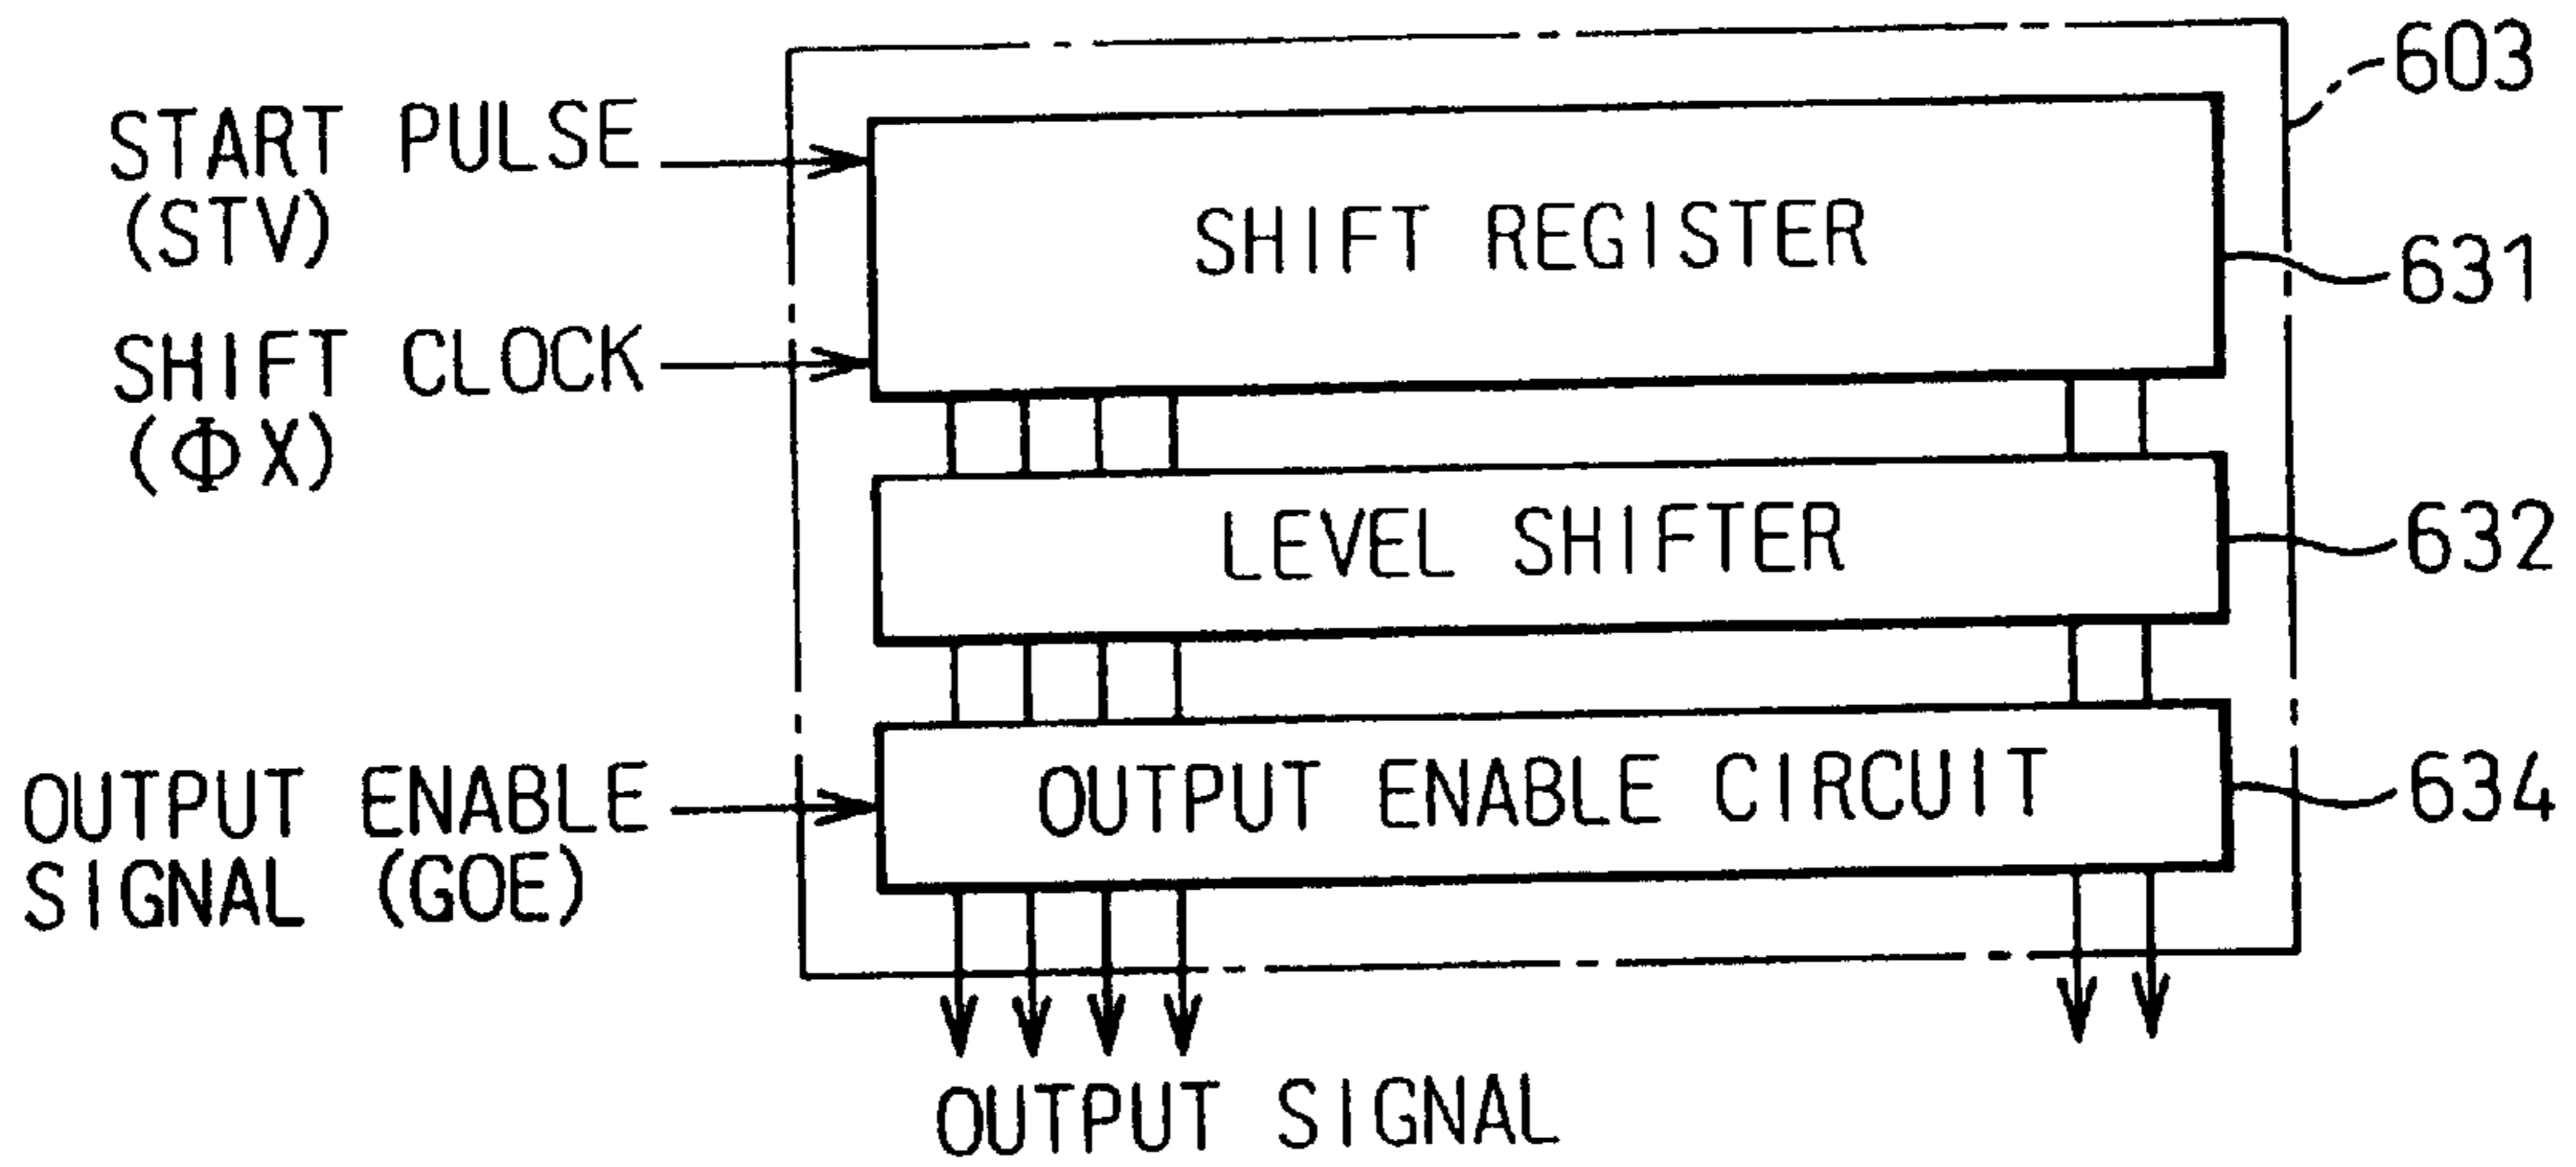 603
START PULSE
(STV)
SHIFT REGISTER
631
SHIFT CLOCK
(ΦX)
LEVEL SHIFTER
632
OUTPUT ENABLE
SIGNAL (GOE)
OUTPUT ENABLE CIRCUIT
634
OUTPUT SIGNAL